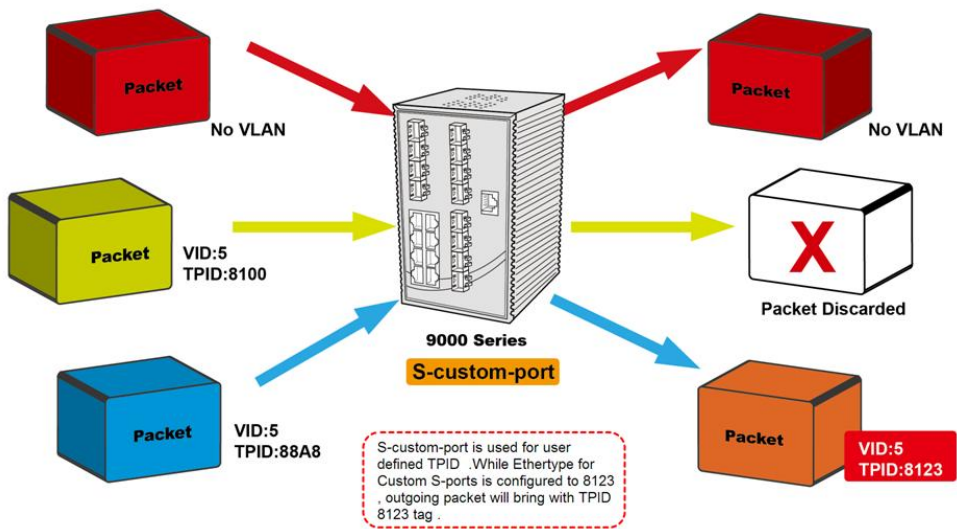 Packet
No VLAN
Packet
No VLAN
Packet
VID:5
TPID:8100
X
Packet Discarded
9000 Series
S-custom-port
Packet
VID:5
TPID:88A8
S-custom-port is used for user
defined TPID .While Ethertype for
Custom S-ports is configured to 8123
, outgoing packet will bring with TPID
8123 tag .
Packet
VID:5
TPID:8123